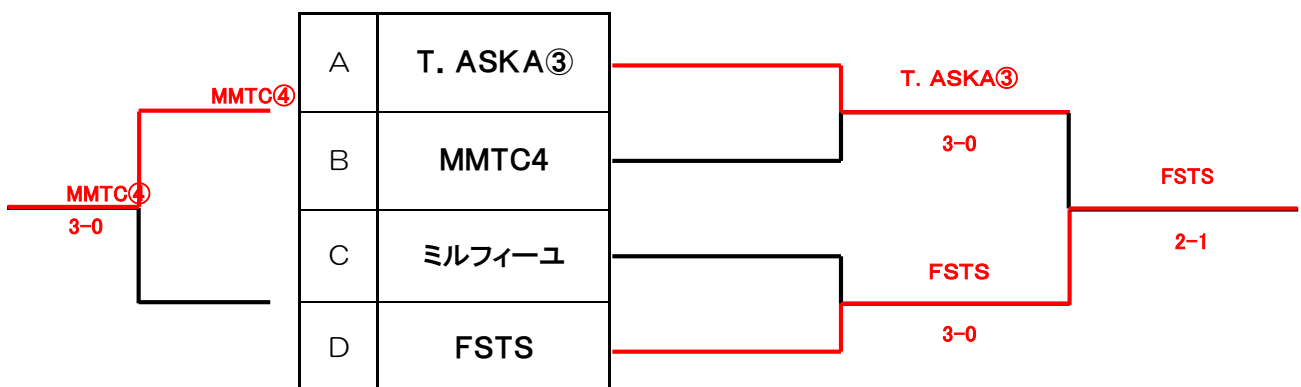 MMTC④
MMTC④
3-0
A
T. ASKA③
B
MMTC4
C
ミルフィーユ
D
FSTS
T. ASKA③
3-0
FSTS
3-0
FSTS
2-1